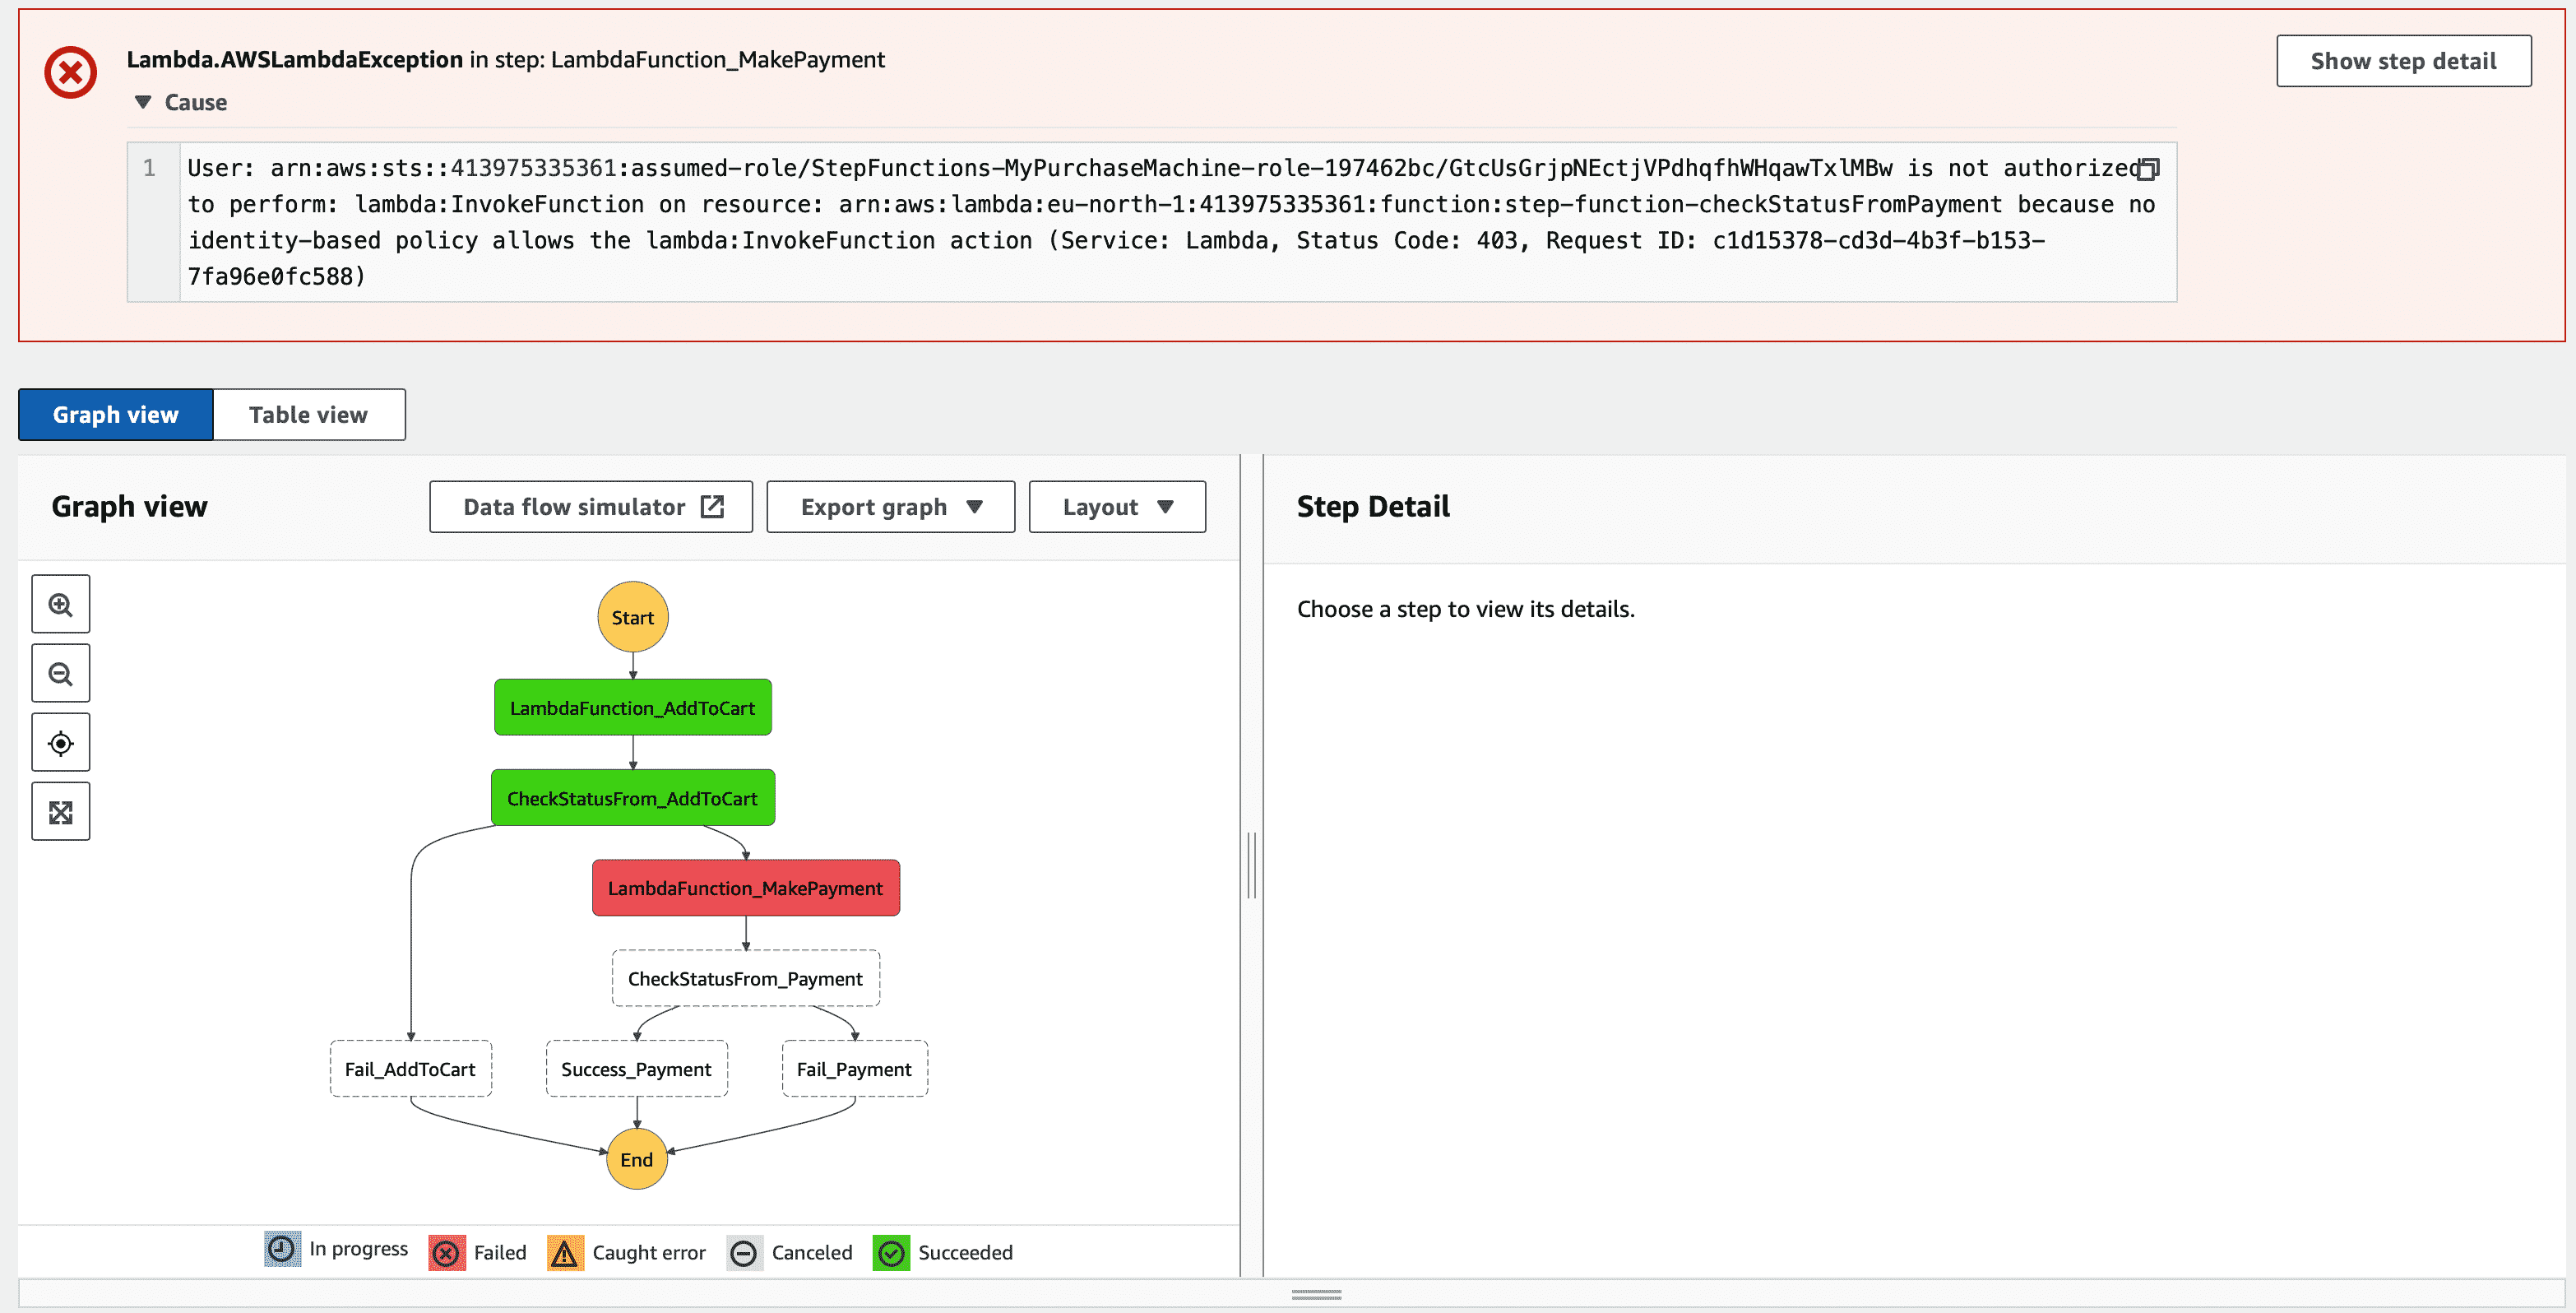 Lambda.AWSLambdaException in step: LambdaFunction_MakePayment
Show step detail
Cause
1
User: arn:aws:sts::413975335361:assumed-role/StepFunctions-MyPurchaseMachine-role-197462bc/GtcUsGrjpNEctjVPdhqfhWHqawTxlMBw is not authorized
to perform: lambda:InvokeFunction on resource: arn:aws:lambda:eu-north-1:413975335361:function:step-function-checkStatusFromPayment because no
identity-based policy allows the lambda:InvokeFunction action (Service: Lambda, Status Code: 403, Request ID: c1d15378-cd3d-4b3f-b153-
7fa96e0fc588)
Graph view
Table view
Graph view
Data flow simulator
Export graph
Layout
Step Detail
Choose a step to view its details.
Start
LambdaFunction_AddToCart
CheckStatusFrom_AddToCart
LambdaFunction_MakePayment
CheckStatusFrom_Payment
Fail_AddToCart
Success_Payment
Fail_Payment
End
In progress
Failed
Caught error
Canceled
Succeeded